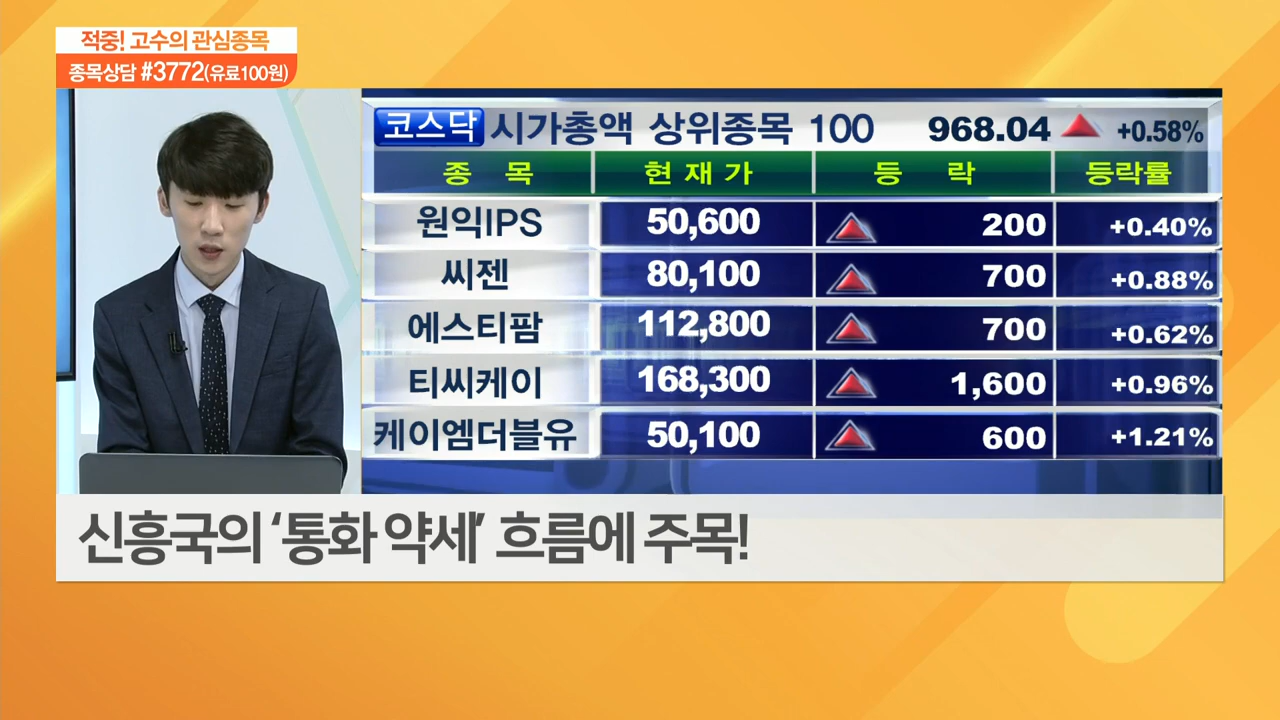 적중! 고수의 관심종목
종목상담 #3772(유료100원)
코스닥 시가총액 상위종목 100 968.04 ▲ +0.58%
종 목 현 재 가 등 락 등락률
원익IPS 50,600 ▲ 200 +0.40%
씨젠 80,100 ▲ 700 +0.88%
에스티팜 112,800 ▲ 700 +0.62%
티씨케이 168,300 ▲ 1,600 +0.96%
케이엠더블유 50,100 ▲ 600 +1.21%
신흥국의 ‘통화 약세’ 흐름에 주목!